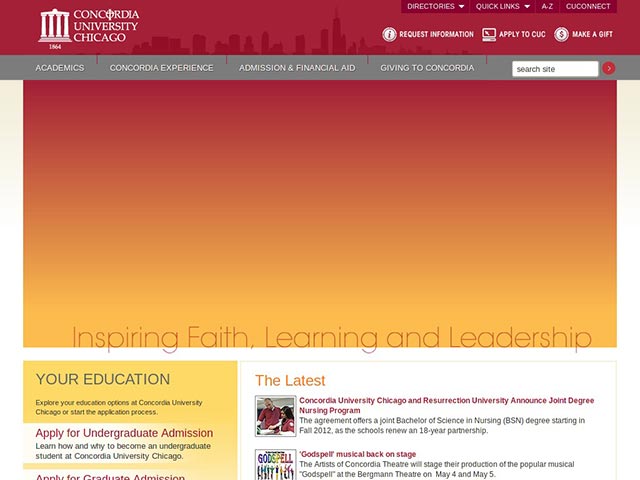 CONCORDIA
UNIVERSITY
CHICAGO
1864
DIRECTORIES
QUICK LINKS
A-Z
CUCONNECT
REQUEST INFORMATION
APPLY TO CUC
MAKE A GIFT
ACADEMICS
CONCORDIA EXPERIENCE
ADMISSION & FINANCIAL AID
GIVING TO CONCORDIA
search site
Inspiring Faith, Learning and Leadership
YOUR EDUCATION
Explore your education options at Concordia University
Chicago or start the application process.
Apply for Undergraduate Admission
Learn how and why to become an undergraduate
student at Concordia University Chicago.
Apply for Graduate Admission
The Latest
Concordia University Chicago and Resurrection University Announce Joint Degree
Nursing Program
The agreement offers a joint Bachelor of Science in Nursing (BSN) degree starting in
Fall 2012, as the schools renew an 18-year partnership.
GODSPELL
'Godspell' musical back on stage
The Artists of Concordia Theatre will stage their production of the popular musical
"Godspell" at the Bergmann Theatre on May 4 and May 5.